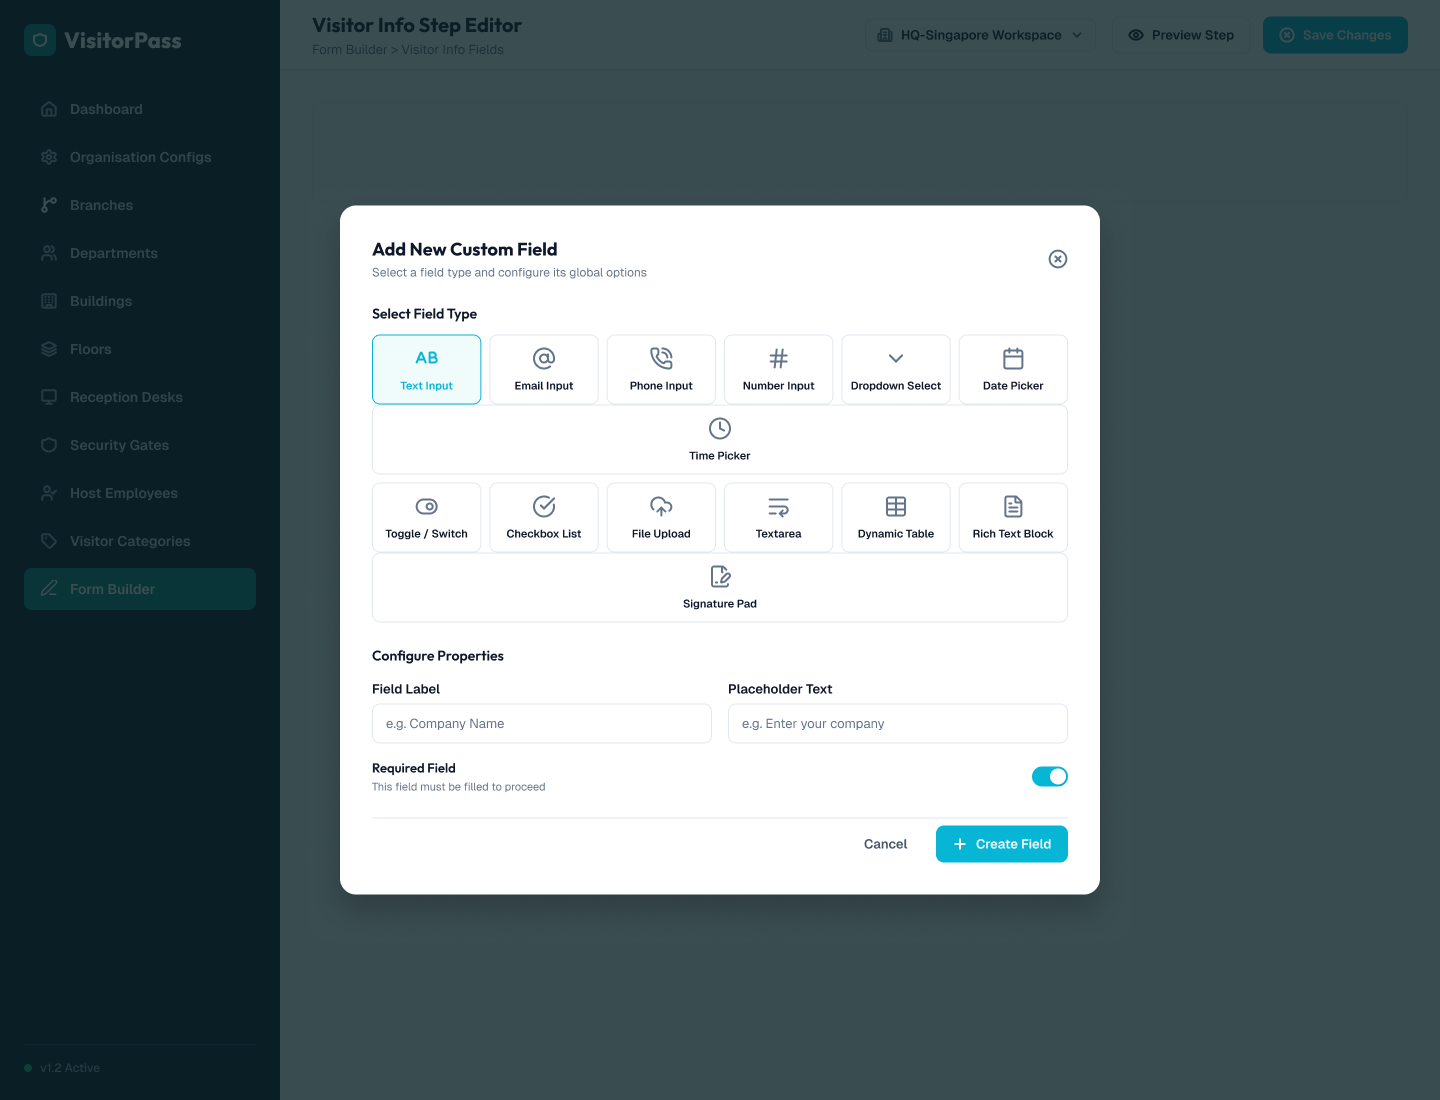 VisitorPass
Dashboard
Organisation Configs
Branches
Departments
Buildings
Floors
Reception Desks
Security Gates
Host Employees
Visitor Categories
Form Builder
v1.2 Active
Visitor Info Step Editor
Form Builder > Visitor Info Fields
HQ-Singapore Workspace
Preview Step
Save Changes
Add New Custom Field
Select a field type and configure its global options
Select Field Type
AB
Text Input
Email Input
Phone Input
Number Input
Dropdown Select
Date Picker
Time Picker
Toggle / Switch
Checkbox List
File Upload
Textarea
Dynamic Table
Rich Text Block
Signature Pad
Configure Properties
Field Label
Placeholder Text
e.g. Company Name
e.g. Enter your company
Required Field
This field must be filled to proceed
Cancel
Create Field